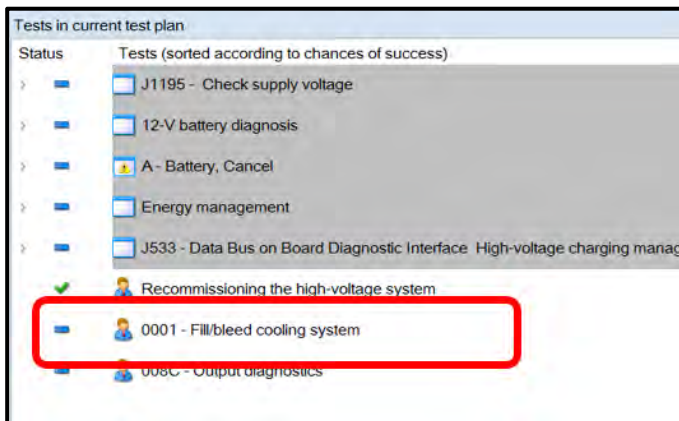 Tests in current test plan
Status Tests (sorted according to chances of success)
J1195 - Check supply voltage
12-V battery diagnosis
A - Battery, Cancel
Energy management
J533 - Data Bus on Board Diagnostic Interface High-voltage charging manag
Recommissioning the high-voltage system
0001 - Fill/bleed cooling system
008C - Output diagnostics